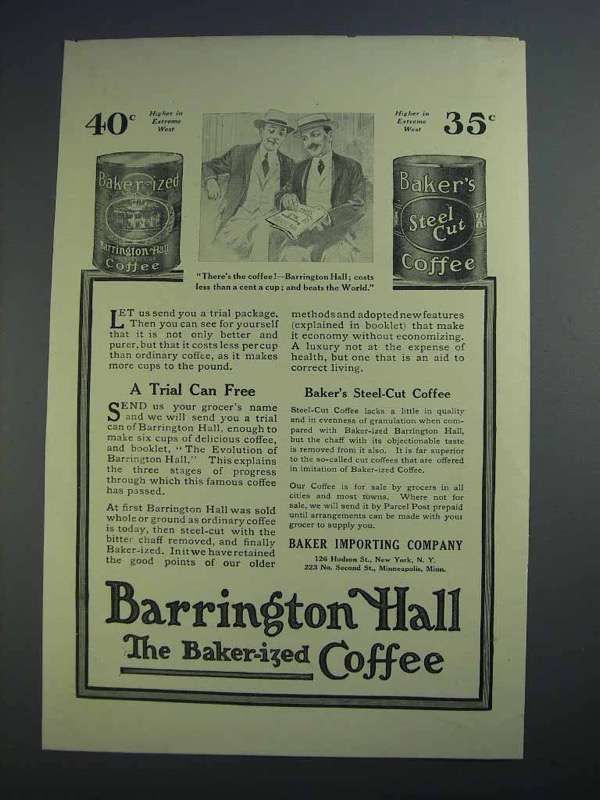 40c
Higher in
Extreme
West
Higher in
Extreme
West
35c
Baker-ized
Barrington Hall
Coffee
Baker's
Steel
Cut
Coffee
"There's the coffee!—Barrington Hall; costs
less than a cent a cup; and beats the World."
LET us send you a trial package.
Then you can see for yourself
that it is not only better and
purer, but that it costs less per cup
than ordinary coffee, as it makes
more cups to the pound.
A Trial Can Free
SEND us your grocer's name
and we will send you a trial
can of Barrington Hall, enough to
make six cups of delicious coffee,
and booklet, "The Evolution of
Barrington Hall." This explains
the three stages of progress
through which this famous coffee
has passed.
At first Barrington Hall was sold
whole or ground as ordinary coffee
is today, then steel-cut with the
bitter chaff removed, and finally
Baker-ized. In it we have retained
the good points of our older
methods and adopted new features
(explained in booklet) that make
it economy without economizing.
A luxury not at the expense of
health, but one that is an aid to
correct living.
Baker's Steel-Cut Coffee
Steel-Cut Coffee lacks a little in quality
and in evenness of granulation when com-
pared with Baker-ized Barrington Hall,
but the chaff with its objectionable taste
is removed from it also. It is far superior
to the so-called cut coffees that are offered
in imitation of Baker-ized Coffee.
Our Coffee is for sale by grocers in all
cities and most towns. Where not for
sale, we will send it by Parcel Post prepaid
until arrangements can be made with your
grocer to supply you.
BAKER IMPORTING COMPANY
126 Hudson St., New York, N. Y.
223 No. Second St., Minneapolis, Minn.
Barrington Hall
The Baker-ized Coffee